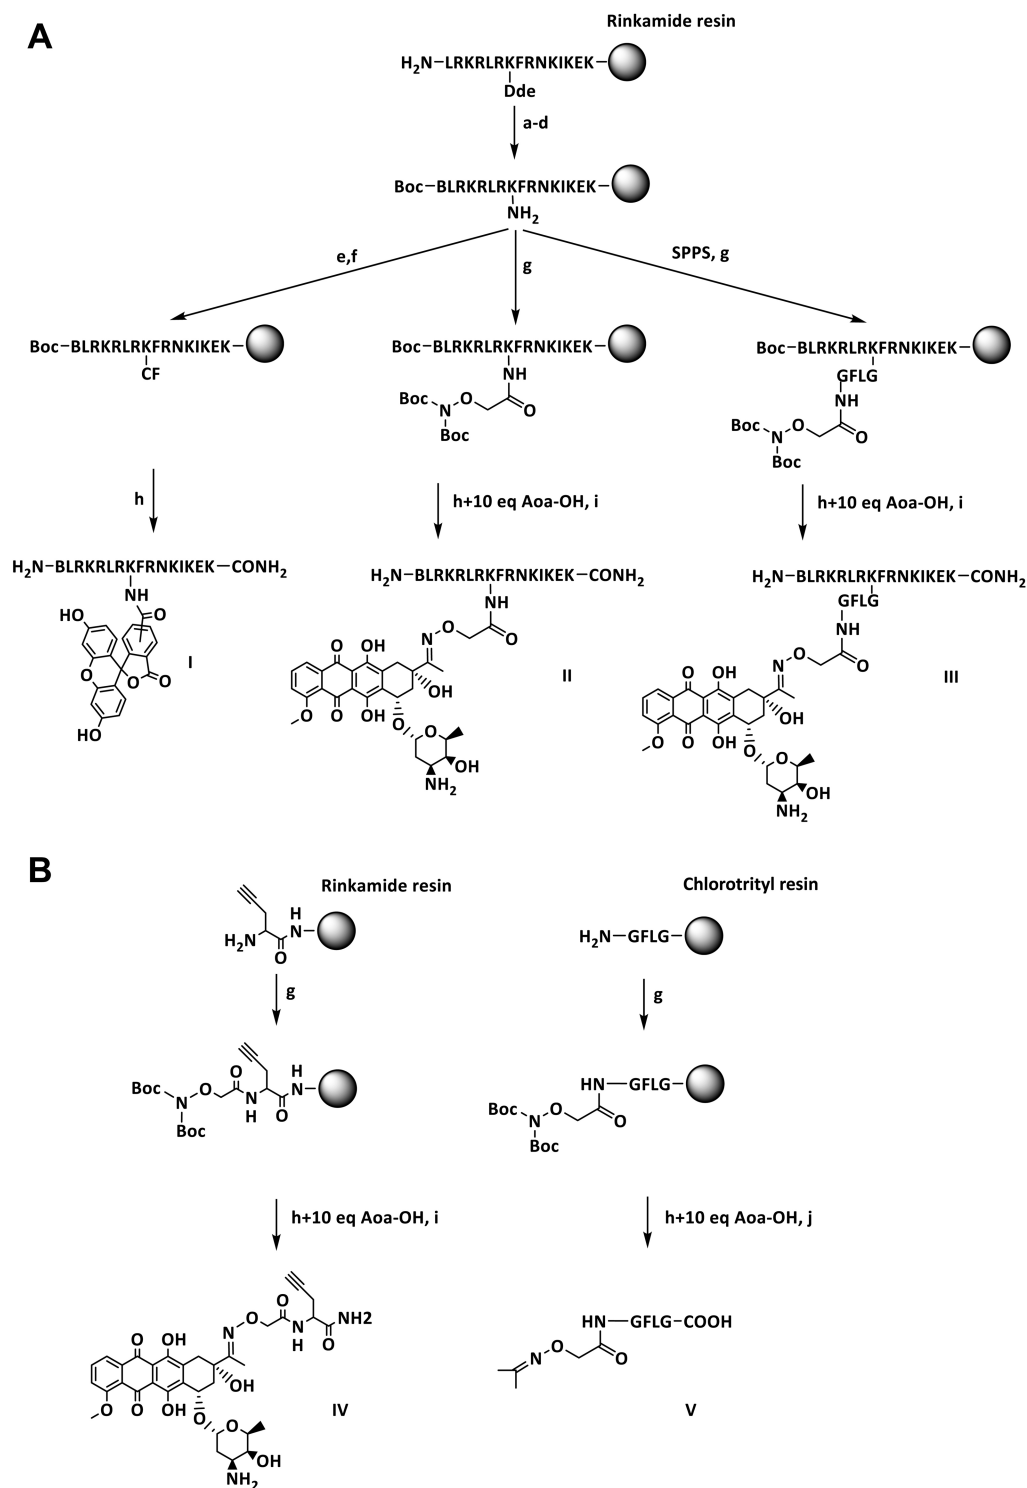 A
Rinkamide resin
H2N-LRKRLRKFRNKIKEK-
Dde
a-d
Boc-BLRKRLRKFRNKIKEK-
NH2
e,f
g
SPPS, g
Boc-BLRKRLRKFRNKIKEK-
CF
Boc-BLRKRLRKFRNKIKEK-
NH
Boc
N
O
O
Boc
Boc-BLRKRLRKFRNKIKEK-
GFLG
NH
Boc
N
O
O
Boc
h
h+10 eq Aoa-OH, i
h+10 eq Aoa-OH, i
H2N-BLRKRLRKFRNKIKEK-CONH2
NH
O
HO
O
O
O
HO
I
H2N-BLRKRLRKFRNKIKEK-CONH2
NH
O
N
O
O
OH
OH
O
O
OH
O
O
OH
NH2
II
H2N-BLRKRLRKFRNKIKEK-CONH2
GFLG
NH
O
N
O
O
OH
OH
O
O
OH
O
O
OH
NH2
III
B
Rinkamide resin
H
N
H2N
O
g
Boc
N
O
O
N
H
H
N
O
Boc
h+10 eq Aoa-OH, i
O
N
O
N
H
NH2
O
O
OH
OH
O
O
OH
O
O
OH
NH2
IV
Chlorotrityl resin
H2N-GFLG-
g
HN-GFLG-
Boc
N
O
O
Boc
h+10 eq Aoa-OH, j
HN-GFLG-COOH
N
O
O
V